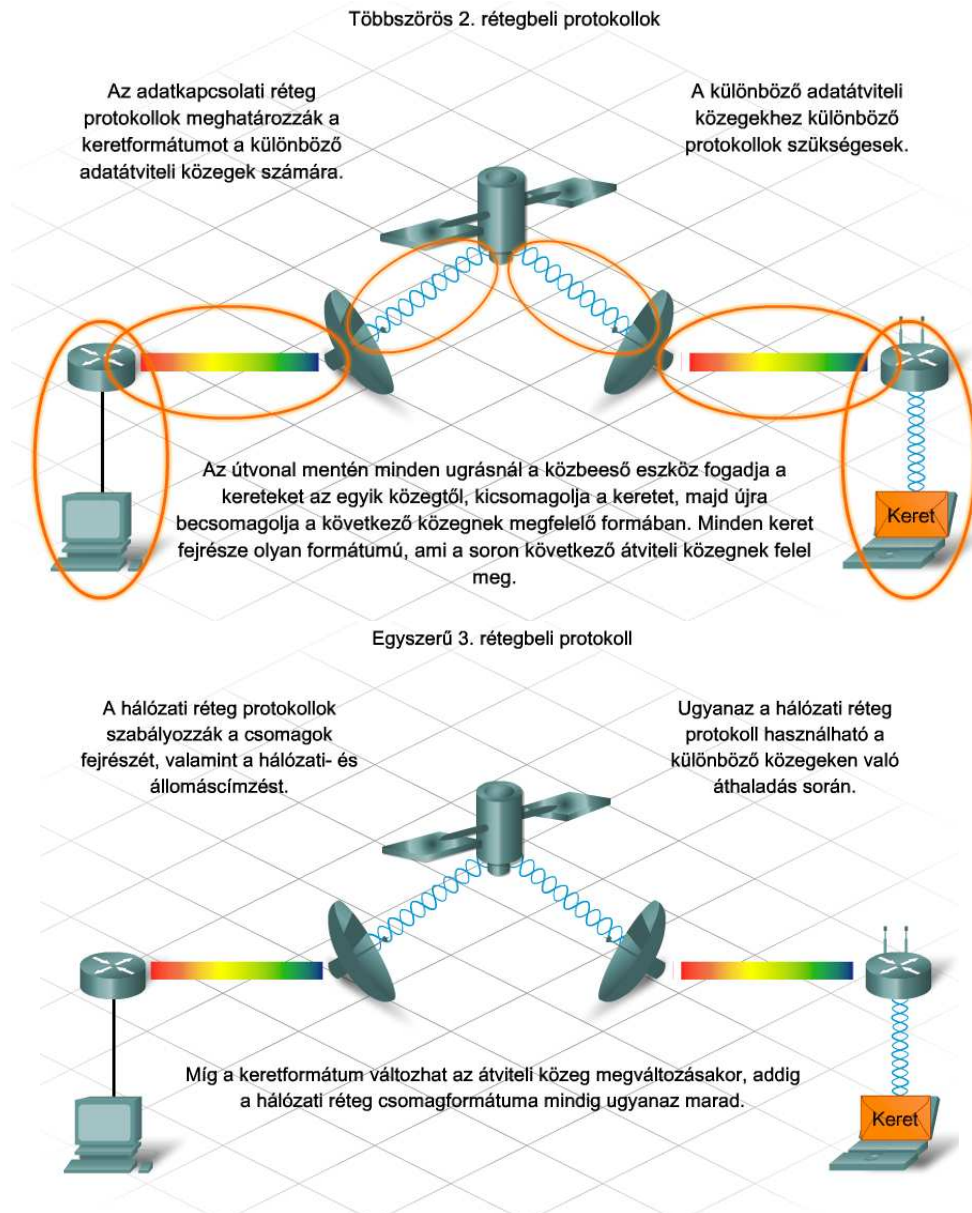 Többszörös 2. rétegbeli protokollok
Az adatkapcsolati réteg
protokollok meghatározzák a
keretformátumot a különböző
adatátviteli közegek számára.
A különböző adatátviteli
közegekhez különböző
protokollok szükségesek.
Az útvonal mentén minden ugrásnál a közbeeső eszköz fogadja a
kereteket az egyik közegtől, kicsomagolja a keretet, majd újra
becsomagolja a következő közegnek megfelelő formában. Minden keret
fejrésze olyan formátumú, ami a soron következő átviteli közegnek felel
meg.
Keret
Egyszerű 3. rétegbeli protokoll
A hálózati réteg protokollok
szabályozzák a csomagok
fejrészét, valamint a hálózati- és
állomáscímzést.
Ugyanaz a hálózati réteg
protokoll használható a
különböző közegeken való
áthaladás során.
Míg a keretformátum változhat az átviteli közeg megváltozásakor, addig
a hálózati réteg csomagformátuma mindig ugyanaz marad.
Keret